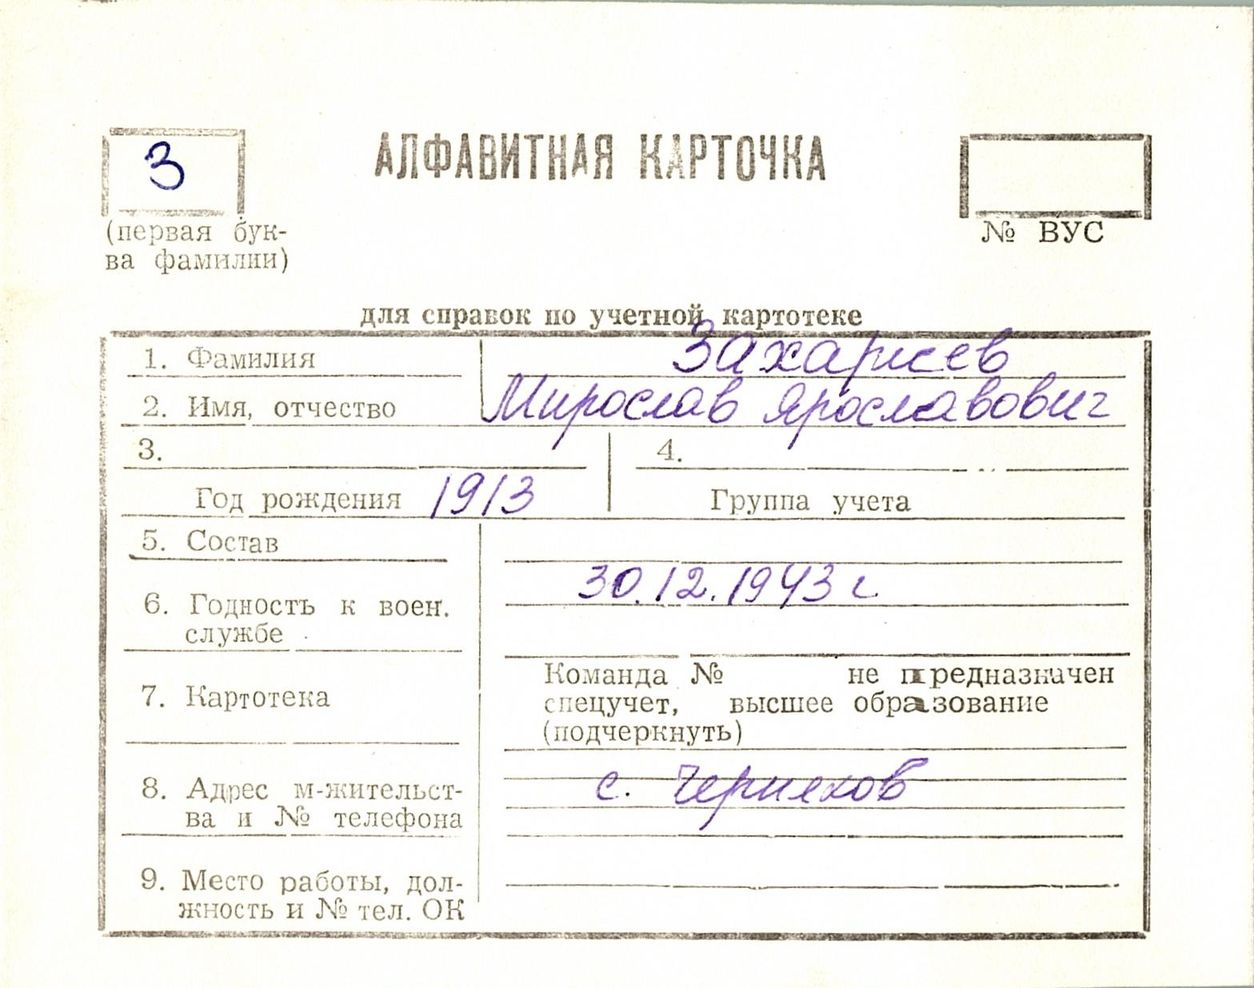 З
АЛФАВИТНАЯ КАРТОЧКА
(первая бук-
ва фамилии)
№ ВУС
для справок по учетной картотеке
1. Фамилия Захариев
2. Имя, отчество Мирослав Ярославович
3. 4.
Год рождения 1913 Группа учета
5. Состав
30.12.1943 г
6. Годность к воен.
службе
7. Картотека
Команда № не предназначен
спецучет, высшее образование
(подчеркнуть)
8. Адрес м-жительст-
ва и № телефона
с. Черняхов
9. Место работы, дол-
жность и № тел. ОК